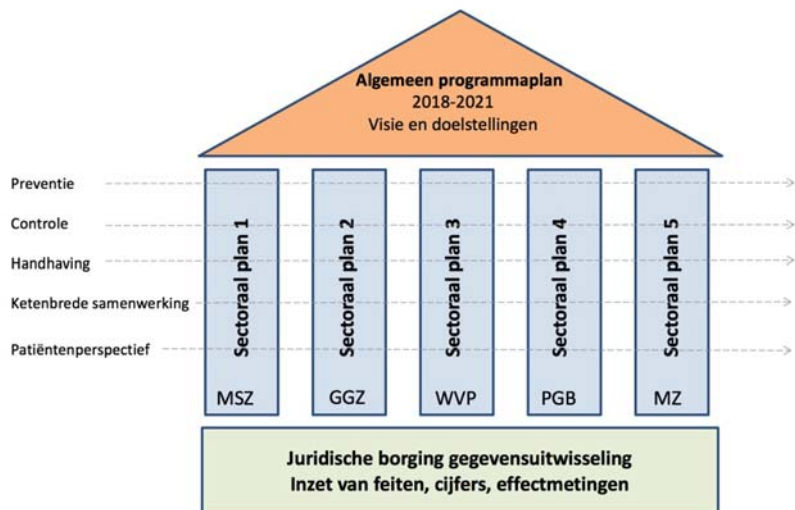 Algemeen programmaplan
2018-2021
Visie en doelstellingen
Preventie
Controle
Handhaving
Ketenbrede samenwerking
Patiëntenperspectief
Sectoraal plan 1
MSZ
Sectoraal plan 2
GGZ
Sectoraal plan 3
WVP
Sectoraal plan 4
PGB
Sectoraal plan 5
MZ
Juridische borging gegevensuitwisseling
Inzet van feiten, cijfers, effectmetingen